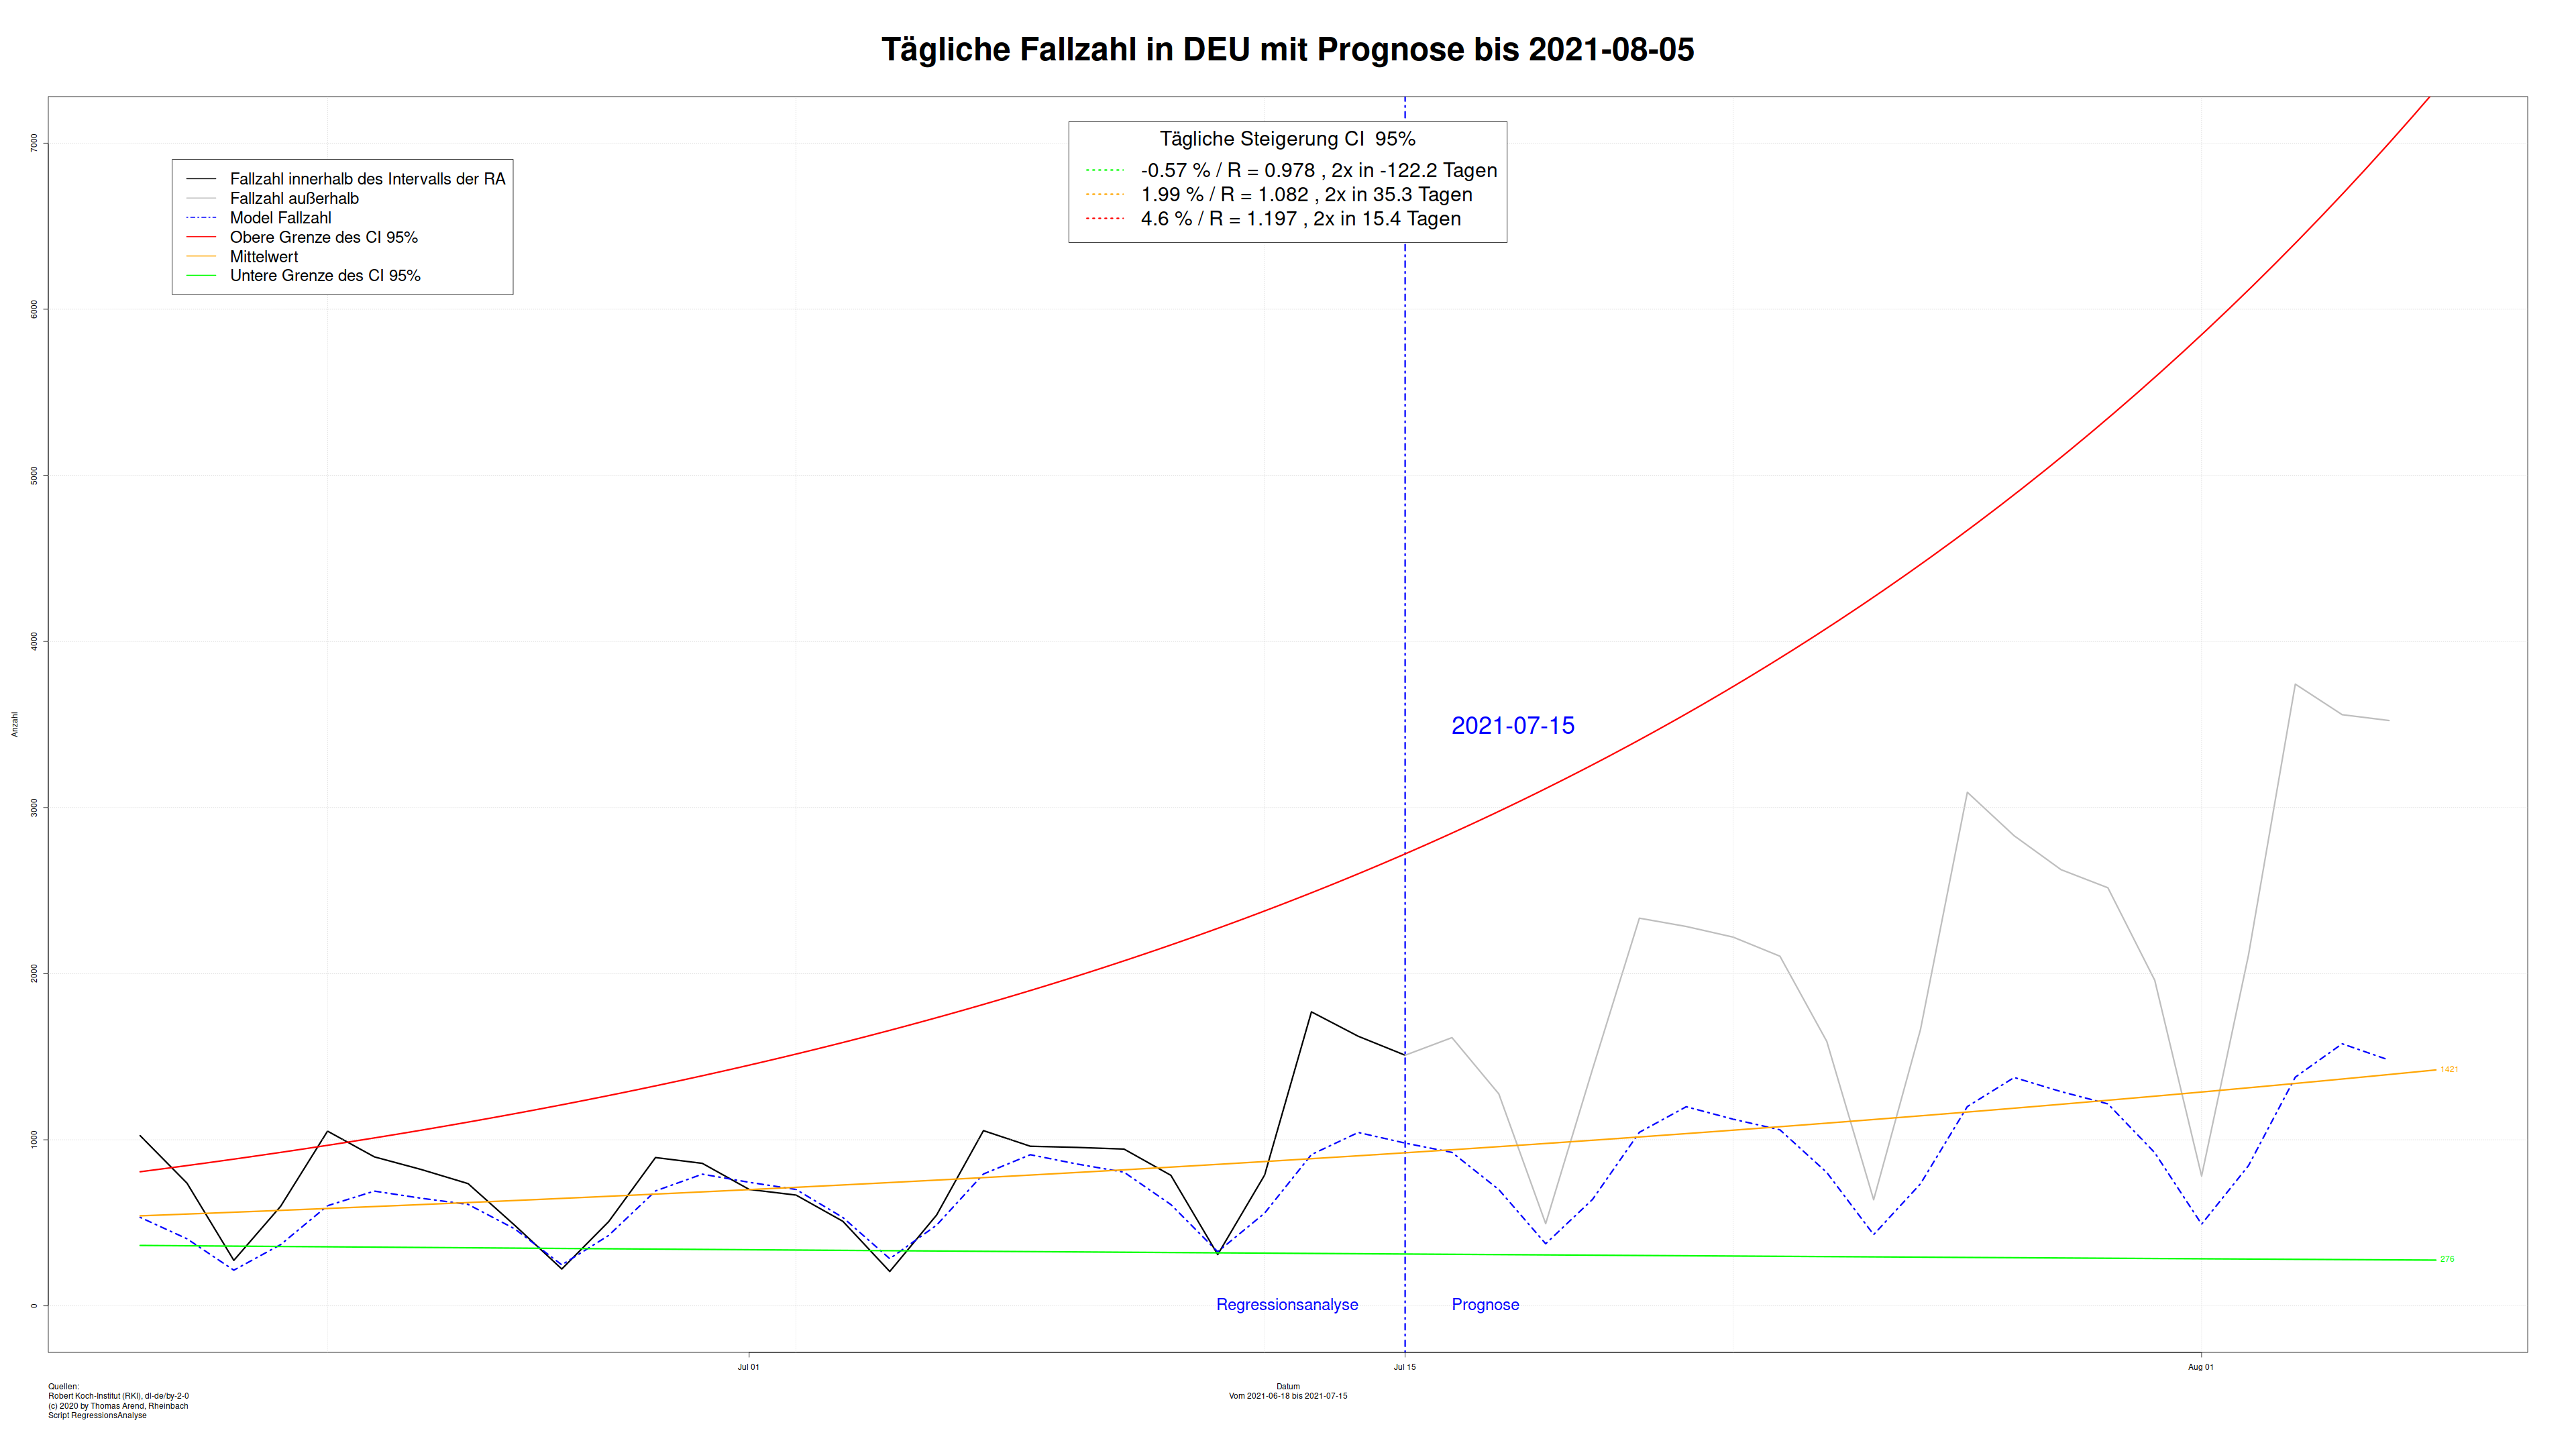 Tägliche Fallzahl in DEU mit Prognose bis 2021-08-05
Tägliche Steigerung CI  95%
-0.57 % / R = 0.978 , 2x in -122.2 Tagen
1.99 % / R = 1.082 , 2x in 35.3 Tagen
4.6 % / R = 1.197 , 2x in 15.4 Tagen
Fallzahl innerhalb des Intervalls der RA
Fallzahl außerhalb
Model Fallzahl
Obere Grenze des CI 95%
Mittelwert
Untere Grenze des CI 95%
7000
6000
5000
4000
3000
2000
1000
0
Anzahl
2021-07-15
1421
276
Regressionsanalyse
Prognose
Jul 01
Jul 15
Aug 01
Datum
Vom 2021-06-18 bis 2021-07-15
Quellen:
Robert Koch-Institut (RKI), dl-de/by-2-0
(c) 2020 by Thomas Arend, Rheinbach
Script RegressionsAnalyse